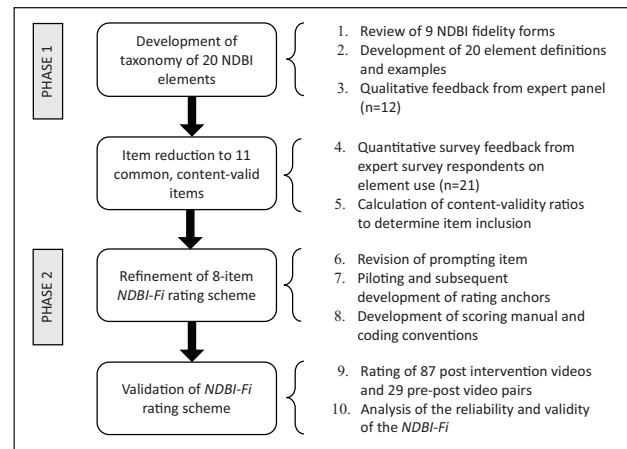 PHASE 1
Development of
taxonomy of 20 NDBI
elements
1. Review of 9 NDBI fidelity forms
2. Development of 20 element definitions
and examples
3. Qualitative feedback from expert panel
(n=12)
Item reduction to 11
common, content-valid
items
4. Quantitative survey feedback from
expert survey respondents on
element use (n=21)
5. Calculation of content-validity ratios
to determine item inclusion
PHASE 2
Refinement of 8-item
NDBI-Fi rating scheme
6. Revision of prompting item
7. Piloting and subsequent
development of rating anchors
8. Development of scoring manual and
coding conventions
Validation of NDBI-Fi
rating scheme
9. Rating of 87 post intervention videos
and 29 pre-post video pairs
10. Analysis of the reliability and validity
of the NDBI-Fi